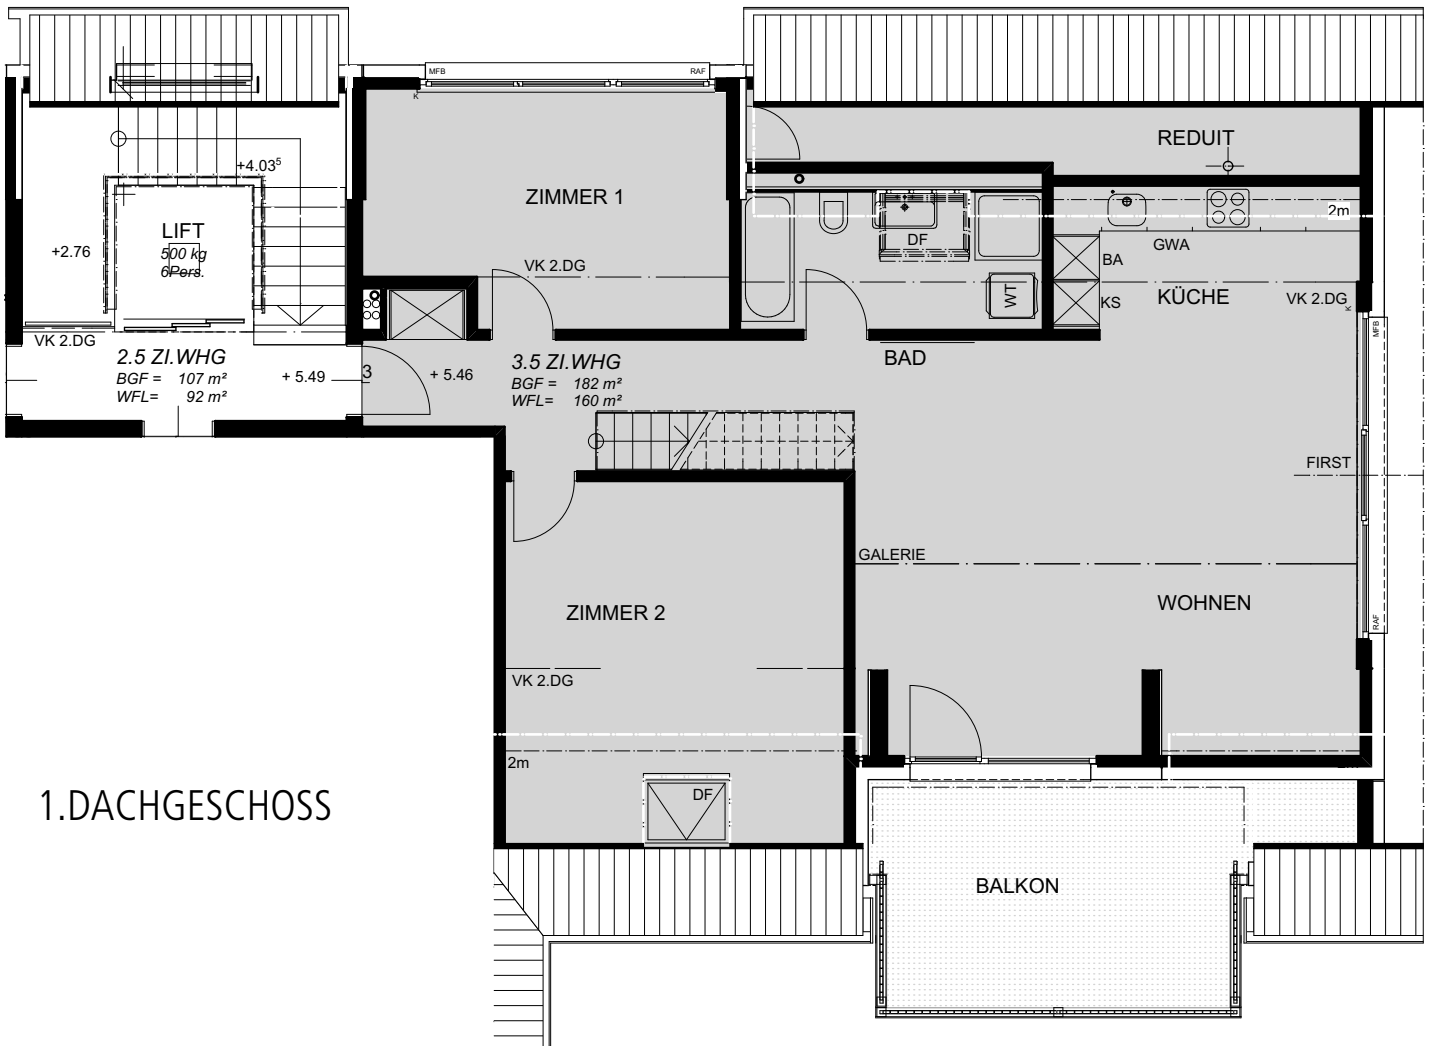 MFB
RAF
K
REDUIT
+4.03⁵
ZIMMER 1
2m
LIFT
500 kg
6Pers.
+2.76
DF
GWA
BA
VK 2.DG
WT
KS
KÜCHE
VK 2.DG
K
MFB
VK 2.DG
2.5 ZI.WHG
BGF = 107 m²
WFL= 92 m²
+ 5.49
3
+ 5.46
3.5 ZI.WHG
BGF = 182 m²
WFL= 160 m²
BAD
FIRST
GALERIE
WOHNEN
ZIMMER 2
RAF
VK 2.DG
2m
DF
1.DACHGESCHOSS
BALKON